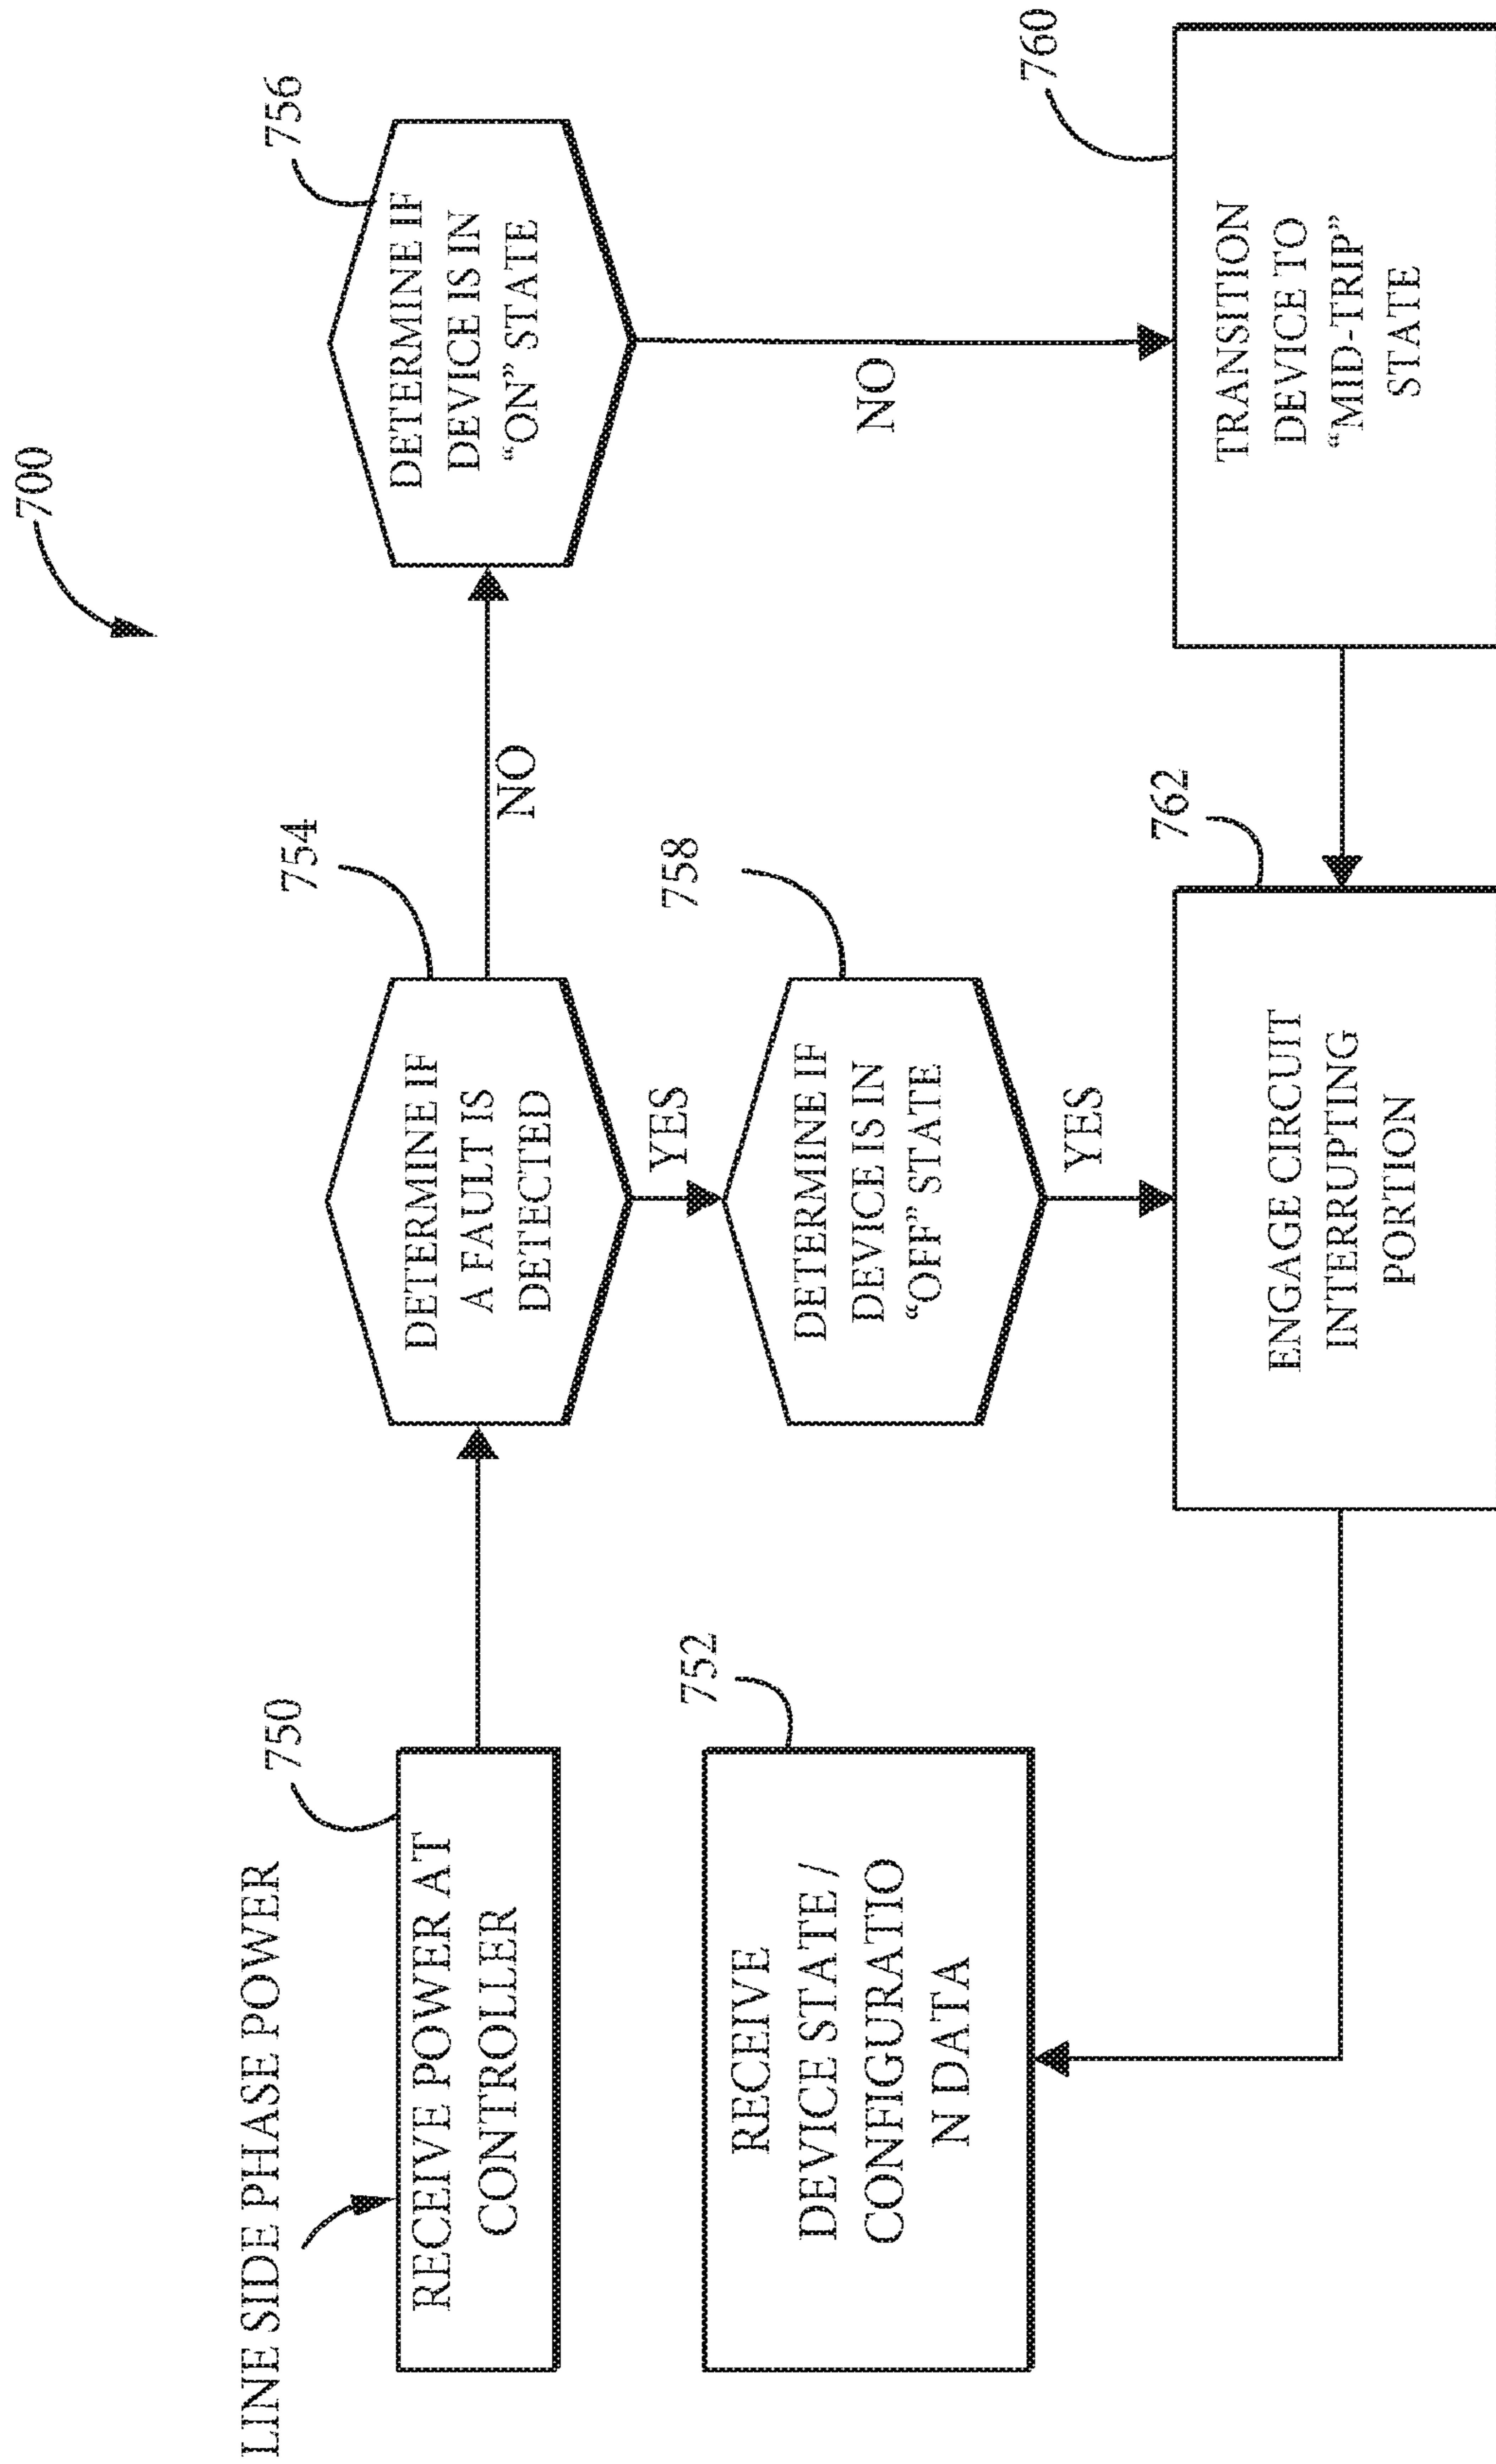 700
LINE SIDE PHASE POWER
750
RECEIVE POWER AT
CONTROLLER
754
DETERMINE IF
A FAULT IS
DETECTED
NO
756
DETERMINE IF
DEVICE IS IN
“ON” STATE
YES
752
RECEIVE
DEVICE STATE /
CONFIGURATIO
N DATA
758
DETERMINE IF
DEVICE IS IN
“OFF” STATE
NO
YES
762
ENGAGE CIRCUIT
INTERRUPTING
PORTION
760
TRANSITION
DEVICE TO
“MID-TRIP”
STATE